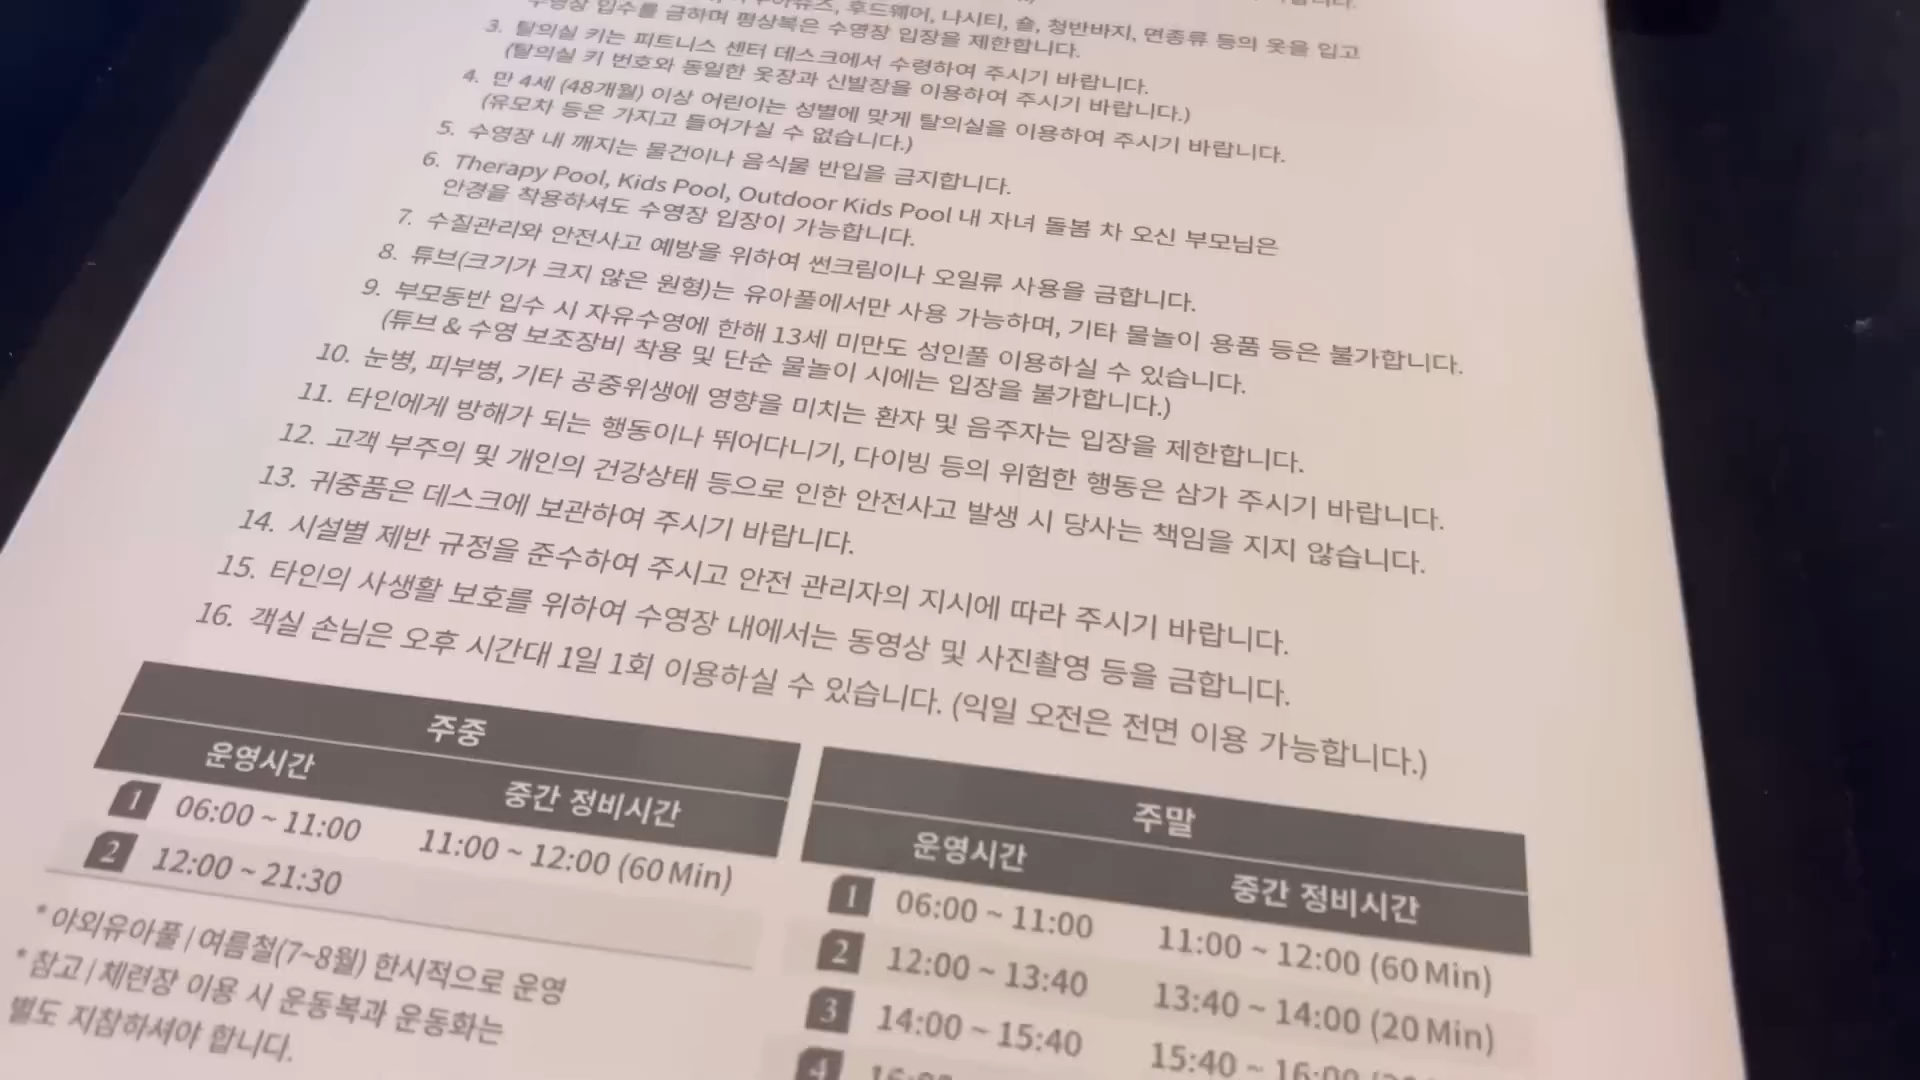 후드웨어, 나시티, 숄, 청반바지, 면종류 등의 옷을 입고
수영장 입수를 금하며 평상복은 수영장 입장을 제한합니다.
3. 탈의실 키는 피트니스 센터 데스크에서 수령하여 주시기 바랍니다.
(탈의실 키 번호와 동일한 옷장과 신발장을 이용하여 주시기 바랍니다.)
4. 만 4세 (48개월) 이상 어린이는 성별에 맞게 탈의실을 이용하여 주시기 바랍니다.
(유모차 등은 가지고 들어가실 수 없습니다.)
5. 수영장 내 깨지는 물건이나 음식물 반입을 금지합니다.
6. Therapy Pool, Kids Pool, Outdoor Kids Pool 내 자녀 돌봄 차 오신 부모님은
안경을 착용하셔도 수영장 입장이 가능합니다.
7. 수질관리와 안전사고 예방을 위하여 썬크림이나 오일류 사용을 금합니다.
8. 튜브(크기가 크지 않은 원형)는 유아풀에서만 사용 가능하며, 기타 물놀이 용품 등은 불가합니다.
9. 부모동반 입수 시 자유수영에 한해 13세 미만도 성인풀 이용하실 수 있습니다.
(튜브 & 수영 보조장비 착용 및 단순 물놀이 시에는 입장을 불가합니다.)
10. 눈병, 피부병, 기타 공중위생에 영향을 미치는 환자 및 음주자는 입장을 제한합니다.
11. 타인에게 방해가 되는 행동이나 뛰어다니기, 다이빙 등의 위험한 행동은 삼가 주시기 바랍니다.
12. 고객 부주의 및 개인의 건강상태 등으로 인한 안전사고 발생 시 당사는 책임을 지지 않습니다.
13. 귀중품은 데스크에 보관하여 주시기 바랍니다.
14. 시설별 제반 규정을 준수하여 주시고 안전 관리자의 지시에 따라 주시기 바랍니다.
15. 타인의 사생활 보호를 위하여 수영장 내에서는 동영상 및 사진촬영 등을 금합니다.
16. 객실 손님은 오후 시간대 1일 1회 이용하실 수 있습니다. (익일 오전은 전면 이용 가능합니다.)
주중
운영시간 중간 정비시간
1 06:00 ~ 11:00 11:00 ~ 12:00 (60 Min)
2 12:00 ~ 21:30
* 야외유아풀 | 여름철(7~8월) 한시적으로 운영
* 참고 | 체련장 이용 시 운동복과 운동화는
별도 지참하셔야 합니다.
주말
운영시간 중간 정비시간
1 06:00 ~ 11:00 11:00 ~ 12:00 (60 Min)
2 12:00 ~ 13:40 13:40 ~ 14:00 (20 Min)
3 14:00 ~ 15:40 15:40 ~ 16:00
4